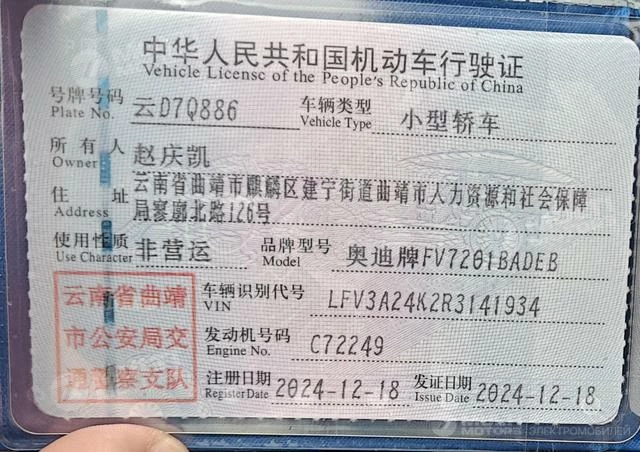 中华人民共和国机动车行驶证
Vehicle License of the People's Republic of China
号牌号码 云D7Q886 车辆类型 小型轿车
Plate No. Vehicle Type
所有人 赵庆凯
Owner
住址 云南省曲靖市麒麟区建宁街道曲靖市人力资源和社会保障
Address 局寥廓北路126号
使用性质 非营运 品牌型号 奥迪牌FV7201BADEB
Use Character Model
云南省曲靖
市公安局交
通警察支队
车辆识别代号 LFV3A24K2R3141934
VIN
发动机号码 C72249
Engine No.
注册日期 2024-12-18 发证日期 2024-12-18
Register Date Issue Date
ЭЛЕКТРОМОБИЛЕЙ